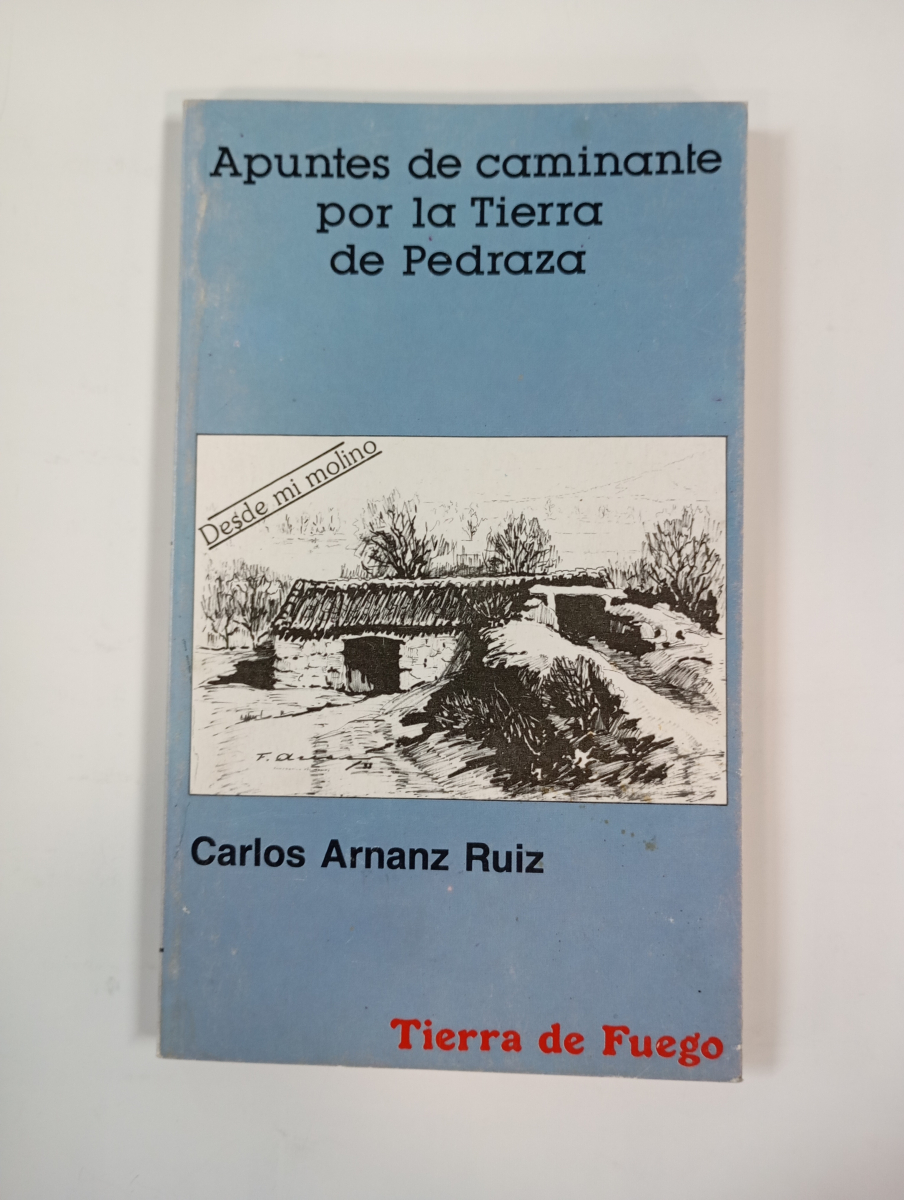 Apuntes de caminante
por la Tierra
de Pedraza
Desde mi molino
Carlos Arnanz Ruiz
Tierra de Fuego